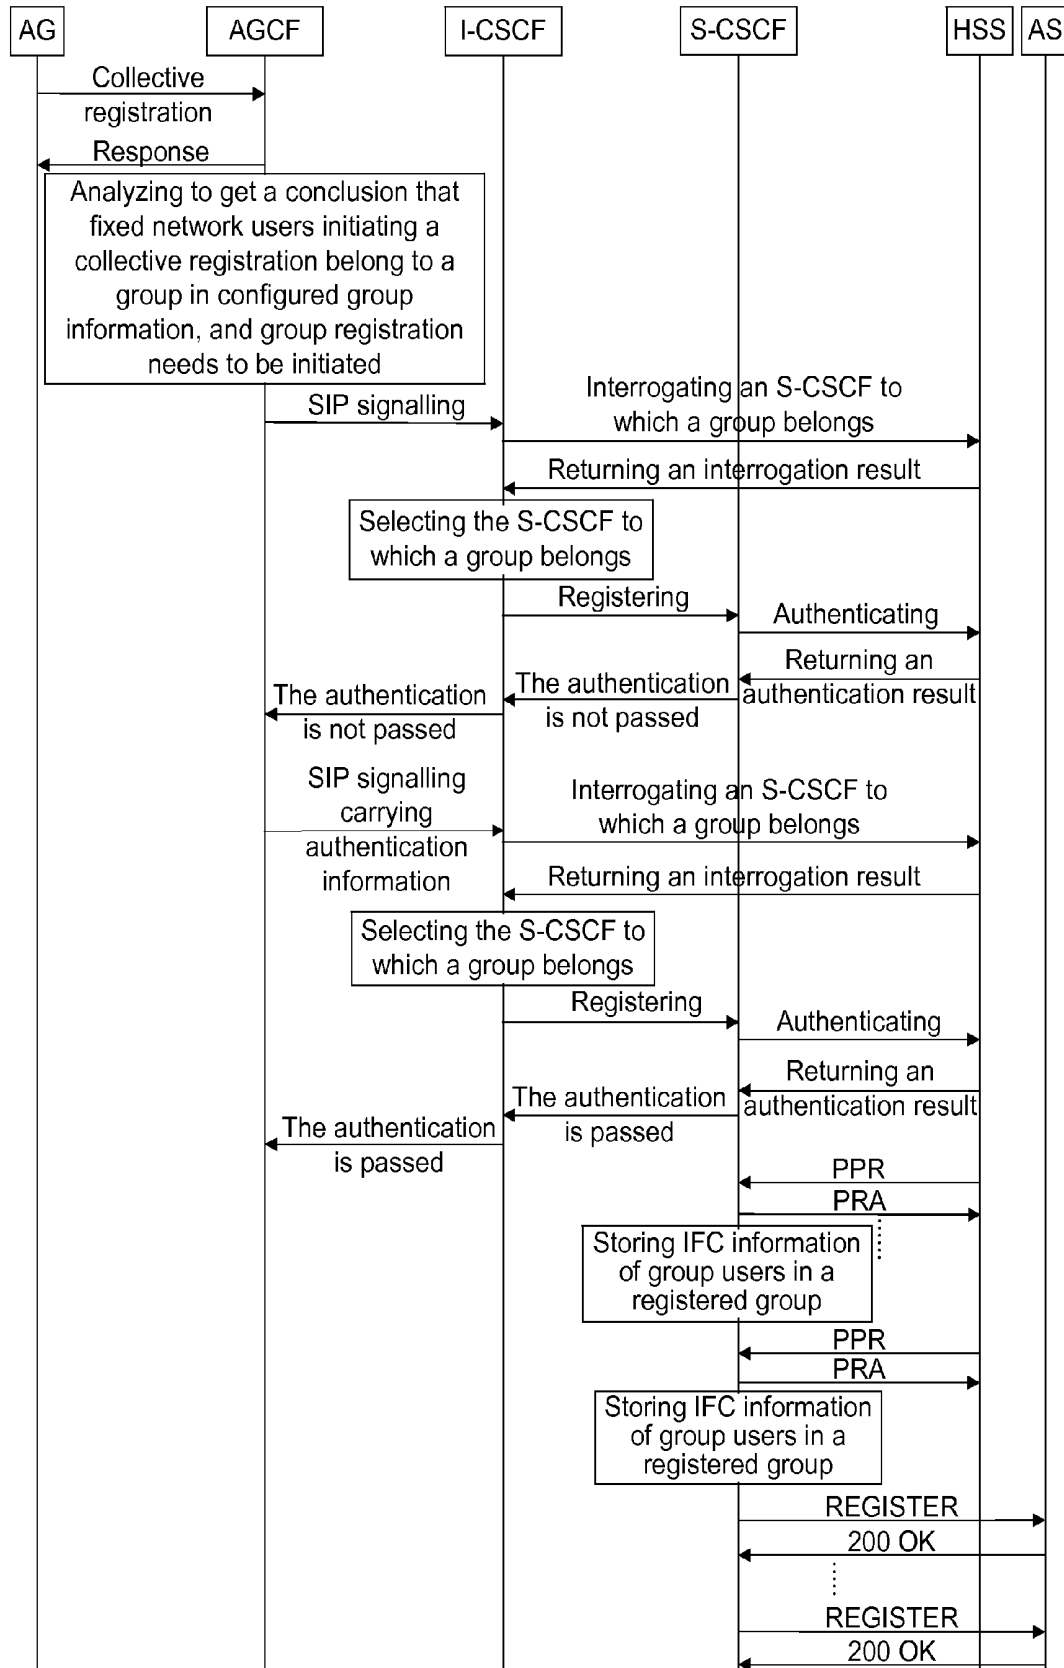 AG AGCF I-CSCF S-CSCF HSS AS
Collective
registration
Response
Analyzing to get a conclusion that
fixed network users initiating a
collective registration belong to a
group in configured group
information, and group registration
needs to be initiated
SIP signalling
Interrogating an S-CSCF to
which a group belongs
Returning an interrogation result
Selecting the S-CSCF to
which a group belongs
Registering
Authenticating
Returning an
authentication result
The authentication
is not passed
The authentication
is not passed
SIP signalling
carrying
authentication
information
Interrogating an S-CSCF to
which a group belongs
Returning an interrogation result
Selecting the S-CSCF to
which a group belongs
Registering
Authenticating
Returning an
authentication result
The authentication
is passed
The authentication
is passed
PPR
PRA
Storing IFC information
of group users in a
registered group
PPR
PRA
Storing IFC information
of group users in a
registered group
REGISTER
200 OK
REGISTER
200 OK